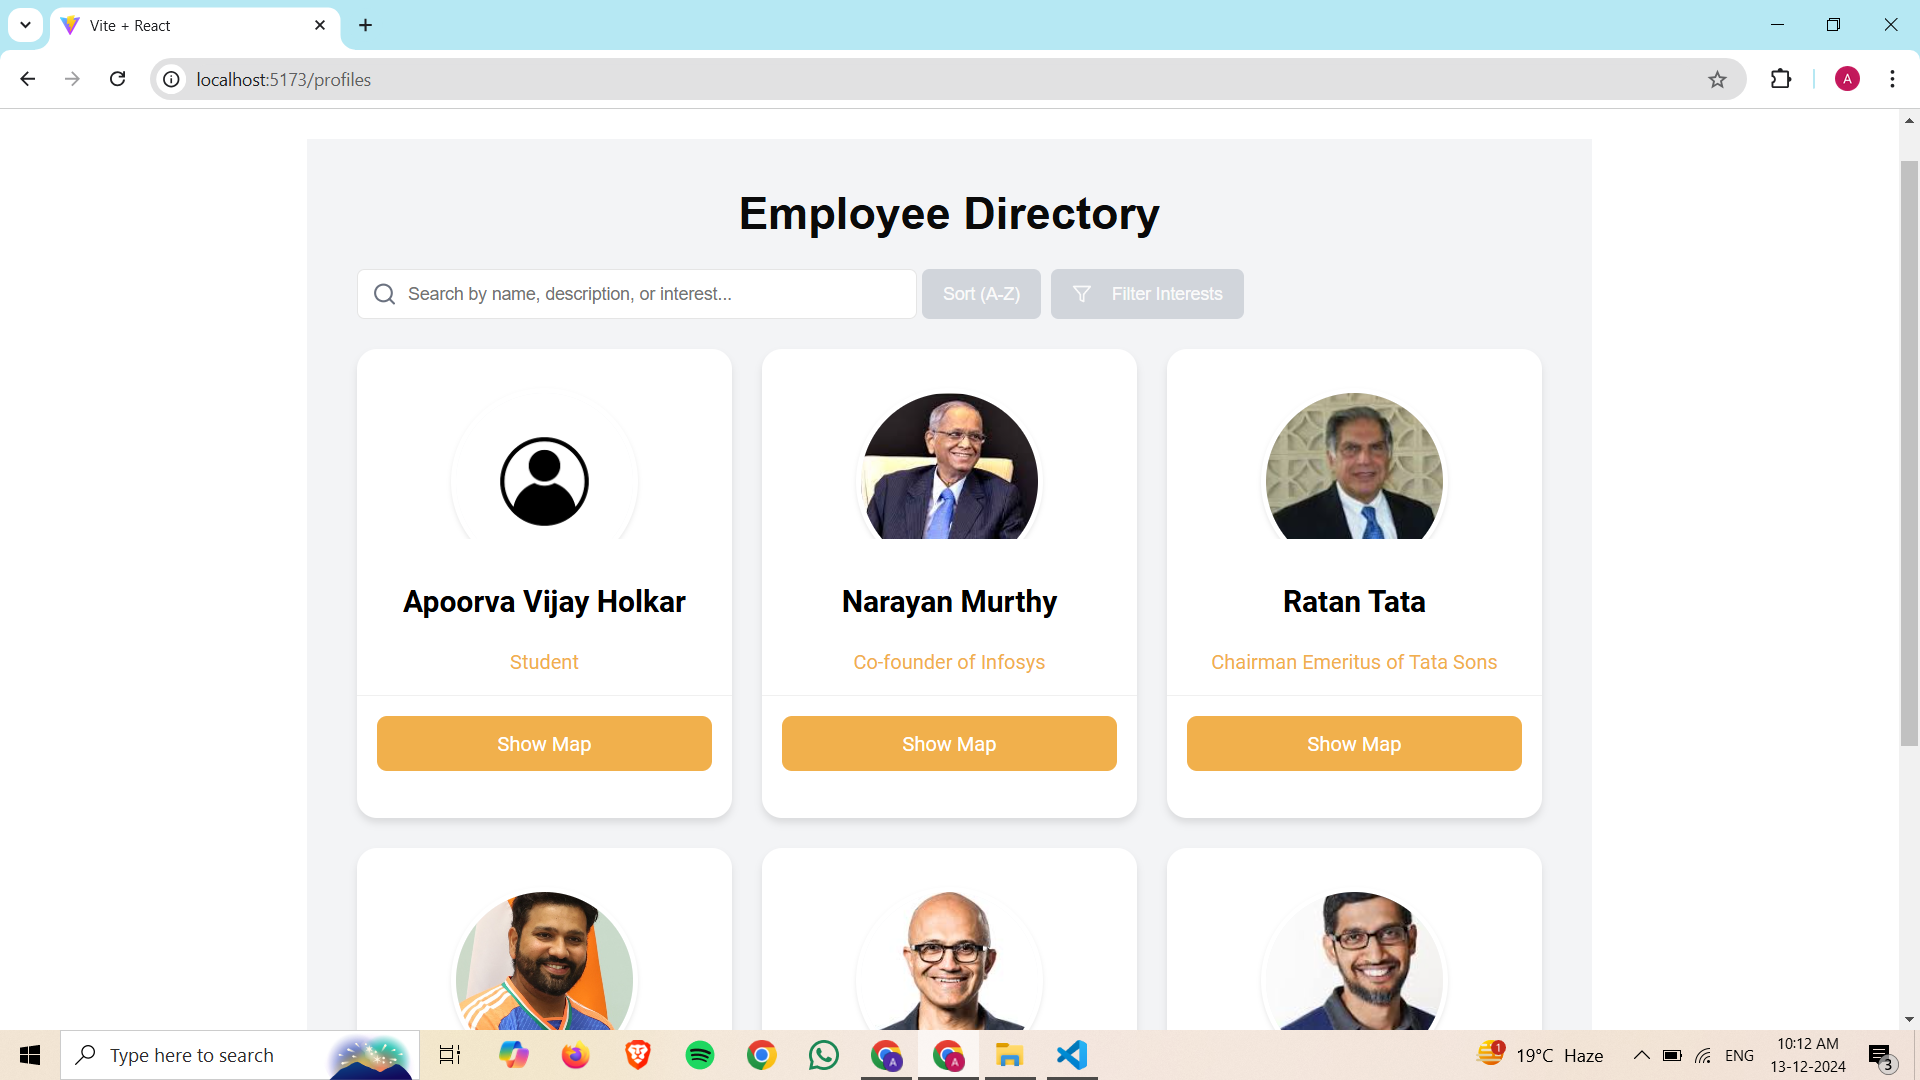 Vite + React
localhost:5173/profiles
A
Employee Directory
Search by name, description, or interest...
Sort (A-Z)
Filter Interests
Apoorva Vijay Holkar
Narayan Murthy
Ratan Tata
Student
Co-founder of Infosys
Chairman Emeritus of Tata Sons
Show Map
Show Map
Show Map
Type here to search
A
A
1
19°C Haze
ENG
10:12 AM
13-12-2024
3